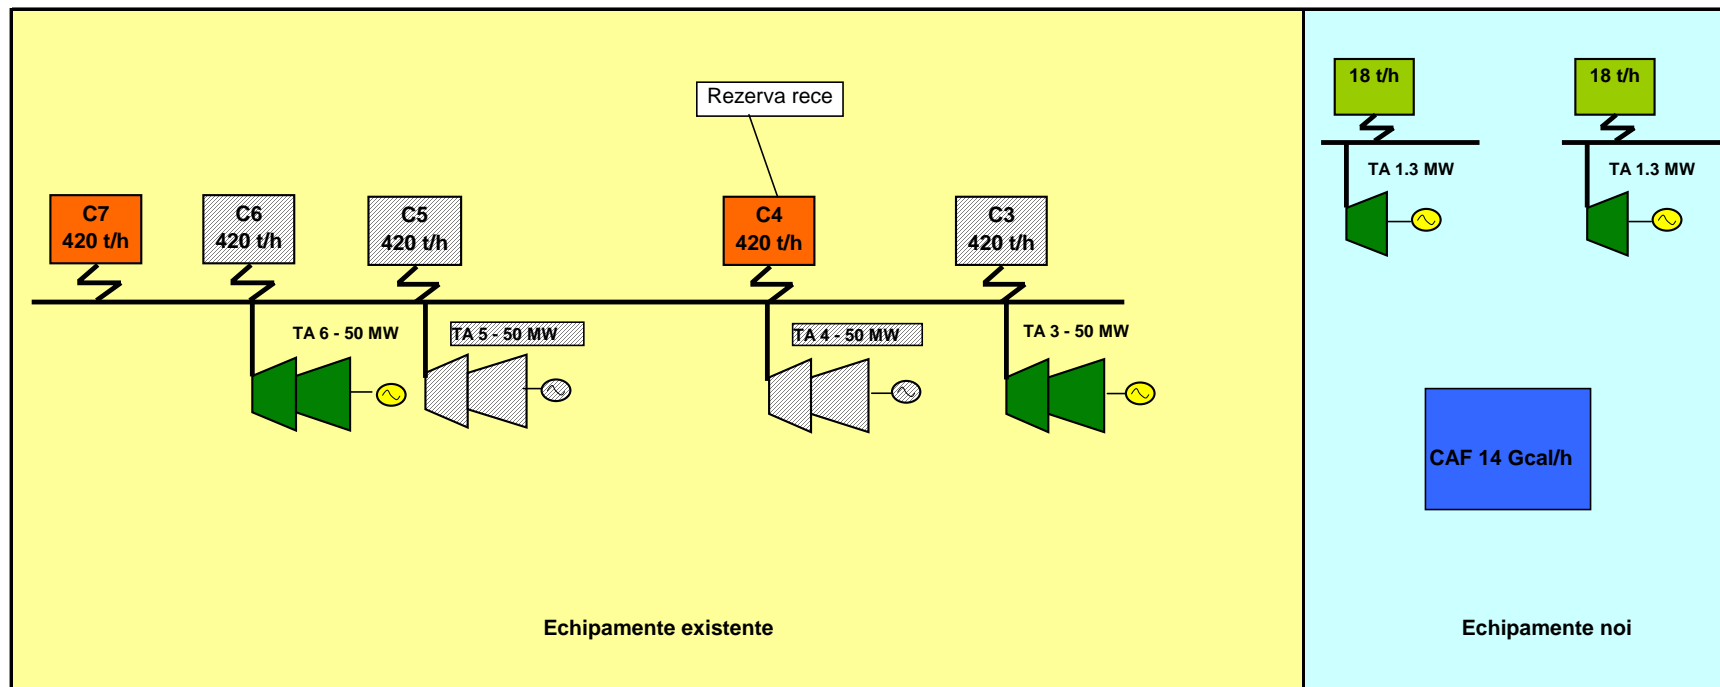 18 t/h
18 t/h
Rezerva rece
TA 1.3 MW
TA 1.3 MW
C7
420 t/h
C6
420 t/h
C5
420 t/h
C4
420 t/h
C3
420 t/h
TA 6 - 50 MW
TA 5 - 50 MW
TA 4 - 50 MW
TA 3 - 50 MW
CAF 14 Gcal/h
Echipamente existente
Echipamente noi